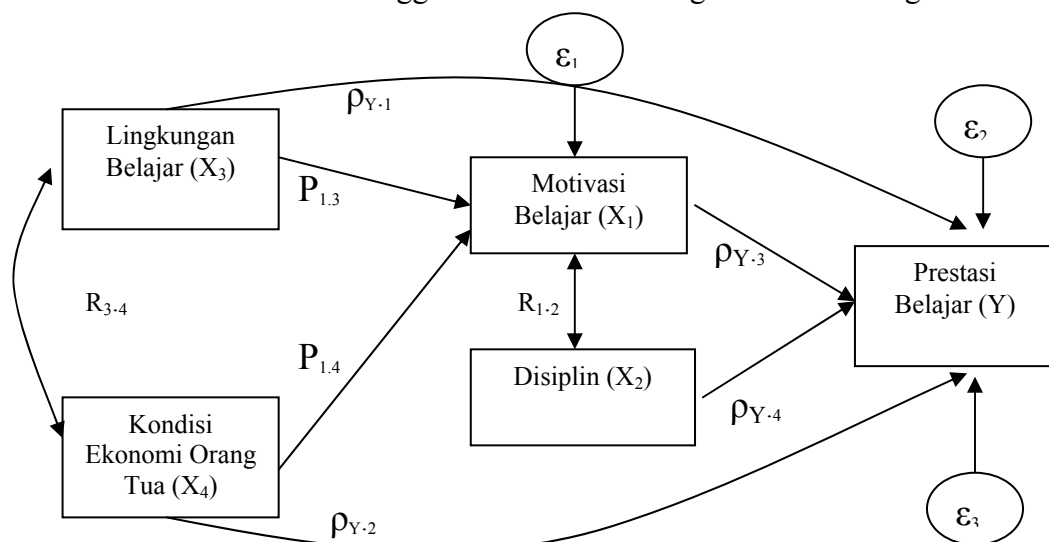 ε₁
ρY.1
ε₂
Lingkungan
Belajar (X₃)
P1.3
Motivasi
Belajar (X₁)
ρY.3
Prestasi
Belajar (Y)
R3.4
R1.2
P1.4
Disiplin (X₂)
ρY.4
Kondisi
Ekonomi Orang
Tua (X₄)
ρY.2
ε₃